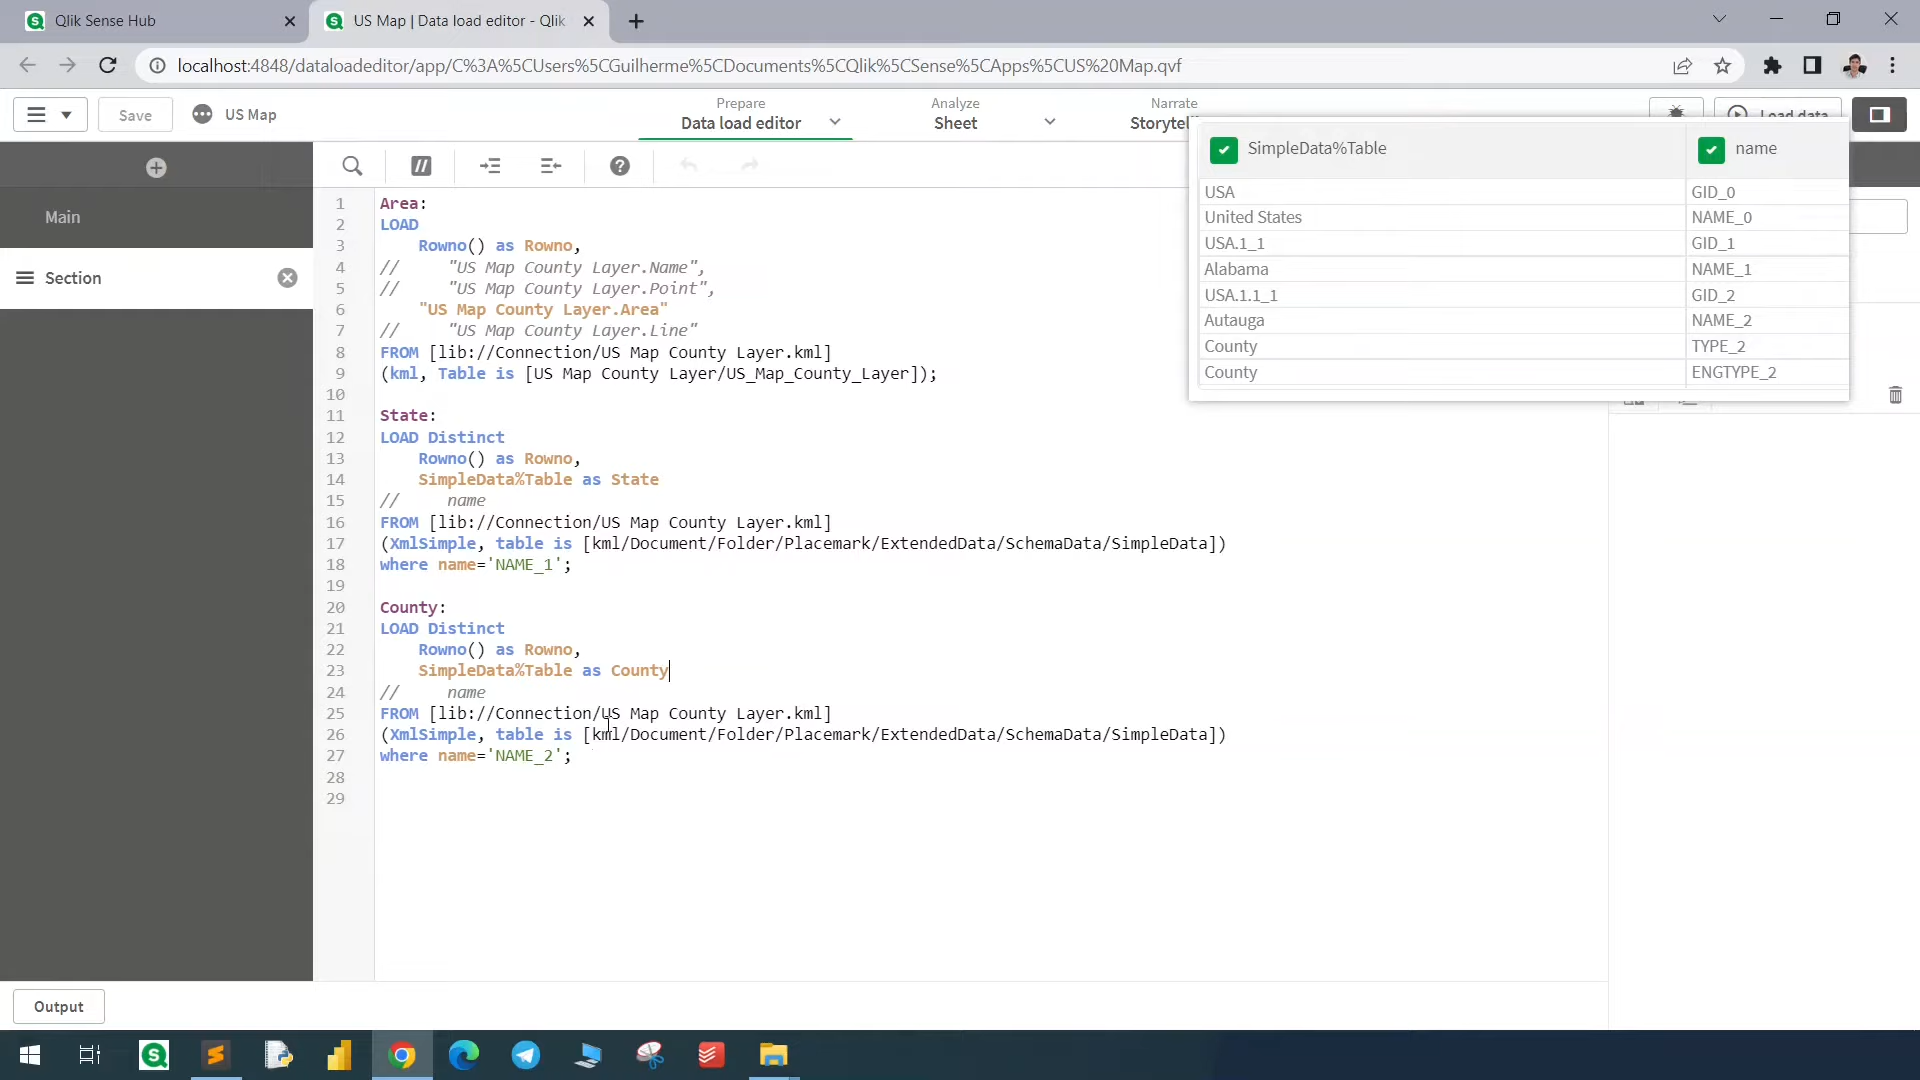 Qlik Sense Hub
US Map | Data load editor - Qlik
localhost:4848/dataloadeditor/app/C%3A%5CUsers%5CGuilherme%5CDocuments%5CQlik%5CSense%5CApps%5CUS%20Map.qvf
Save
US Map
Prepare
Data load editor
Analyze
Sheet
Narrate
Storytel
Load data
Main
Section
SimpleData%Table name
USA GID_0
United States NAME_0
USA.1_1 GID_1
Alabama NAME_1
USA.1.1_1 GID_2
Autauga NAME_2
County TYPE_2
County ENGTYPE_2
1 Area:
2 LOAD
3 Rowno() as Rowno,
4 // "US Map County Layer.Name",
5 // "US Map County Layer.Point",
6 "US Map County Layer.Area"
7 // "US Map County Layer.Line"
8 FROM [lib://Connection/US Map County Layer.kml]
9 (kml, Table is [US Map County Layer/US_Map_County_Layer]);
10
11 State:
12 LOAD Distinct
13 Rowno() as Rowno,
14 SimpleData%Table as State
15 // name
16 FROM [lib://Connection/US Map County Layer.kml]
17 (XmlSimple, table is [kml/Document/Folder/Placemark/ExtendedData/SchemaData/SimpleData])
18 where name='NAME_1';
19
20 County:
21 LOAD Distinct
22 Rowno() as Rowno,
23 SimpleData%Table as County
24 // name
25 FROM [lib://Connection/US Map County Layer.kml]
26 (XmlSimple, table is [kml/Document/Folder/Placemark/ExtendedData/SchemaData/SimpleData])
27 where name='NAME_2';
28
29
Output